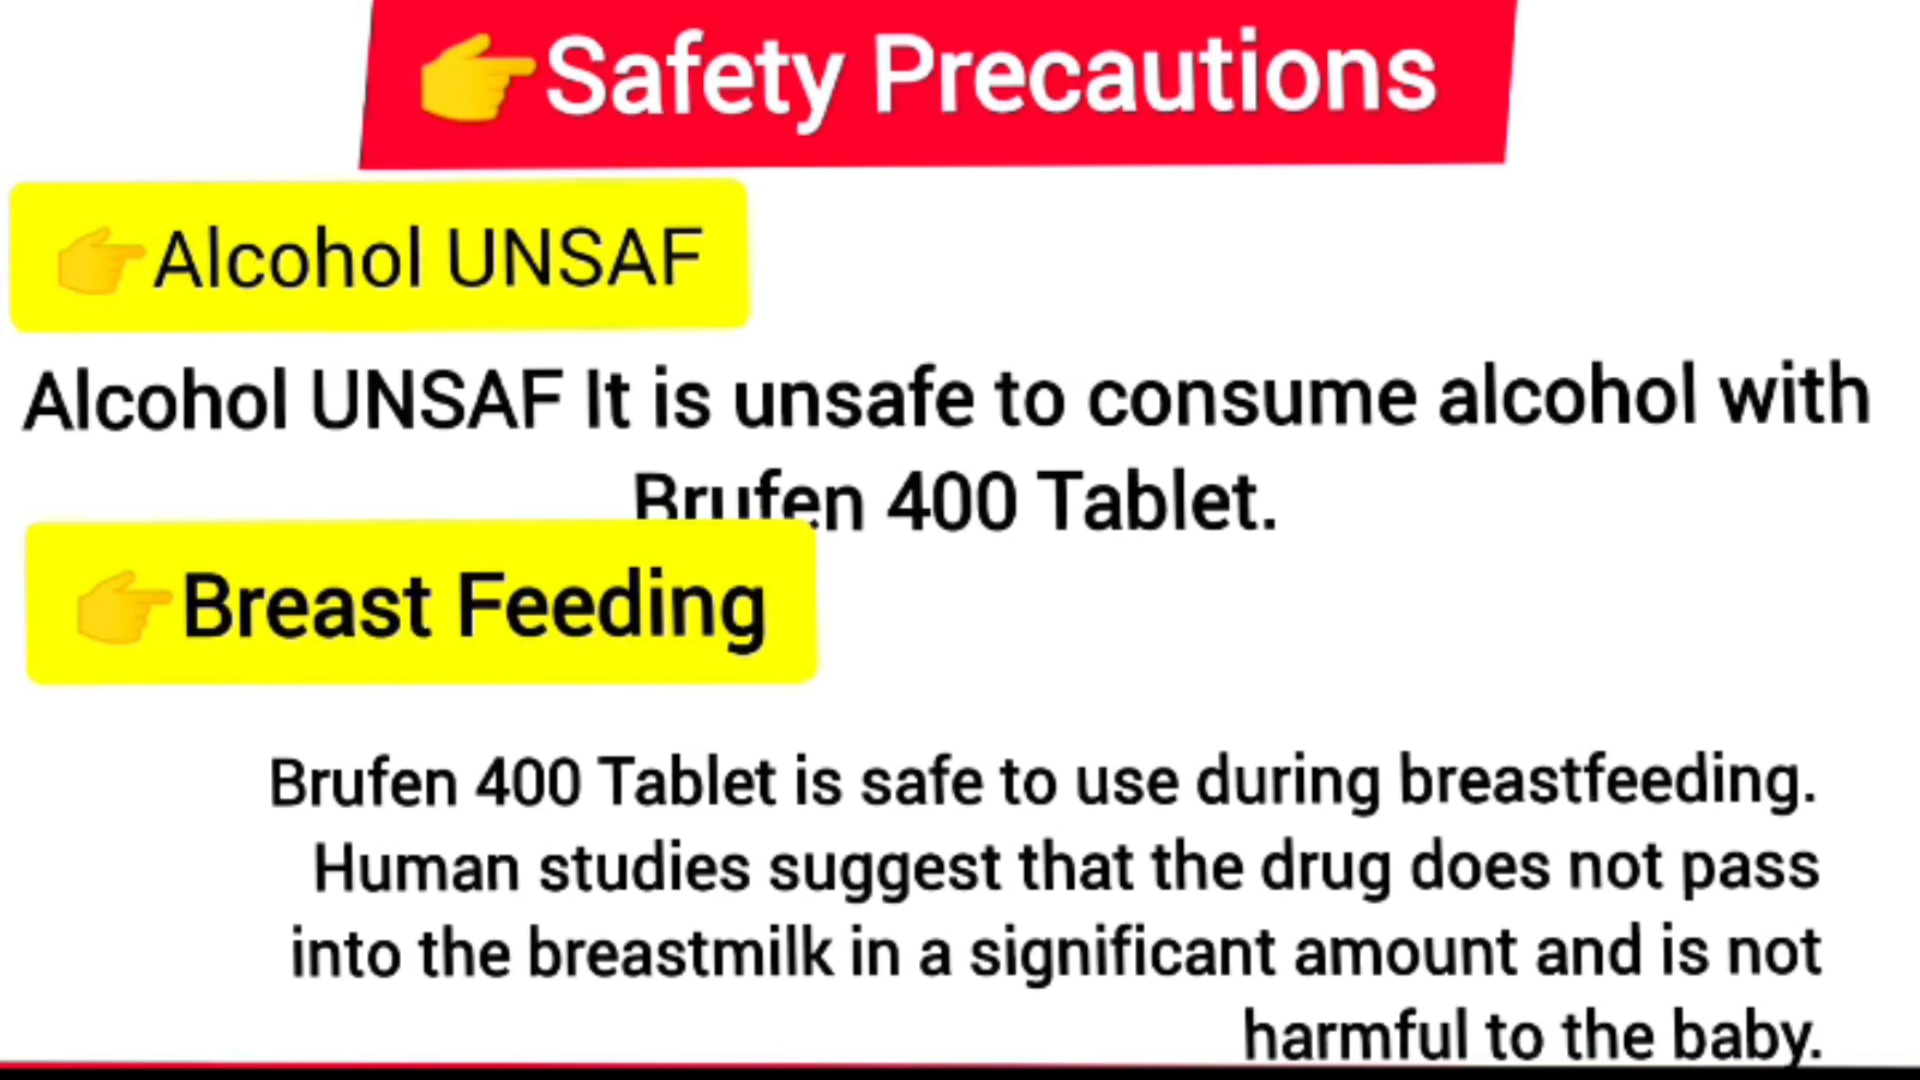 👉Safety Precautions
👉Alcohol UNSAF
Alcohol UNSAF It is unsafe to consume alcohol with
Brufen 400 Tablet.
👉Breast Feeding
Brufen 400 Tablet is safe to use during breastfeeding.
Human studies suggest that the drug does not pass
into the breastmilk in a significant amount and is not
harmful to the baby.